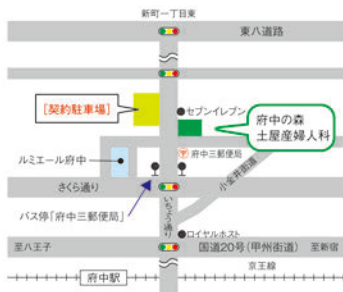 新町一丁目東
東八道路
[契約駐車場]
セブンイレブン
府中の森
土屋産婦人科
ルミエール府中
府中三郵便局
小金井街道
さくら通り
バス停「府中三郵便局」
いちょう通り
ロイヤルホスト
至八王子
国道20号(甲州街道)
至新宿
京王線
府中駅